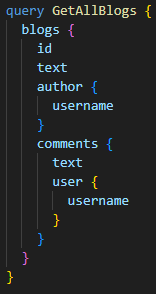 query GetAllBlogs {
  blogs {
    id
    text
    author {
      username
    }
    comments {
      text
      user {
        username
      }
    }
  }
}